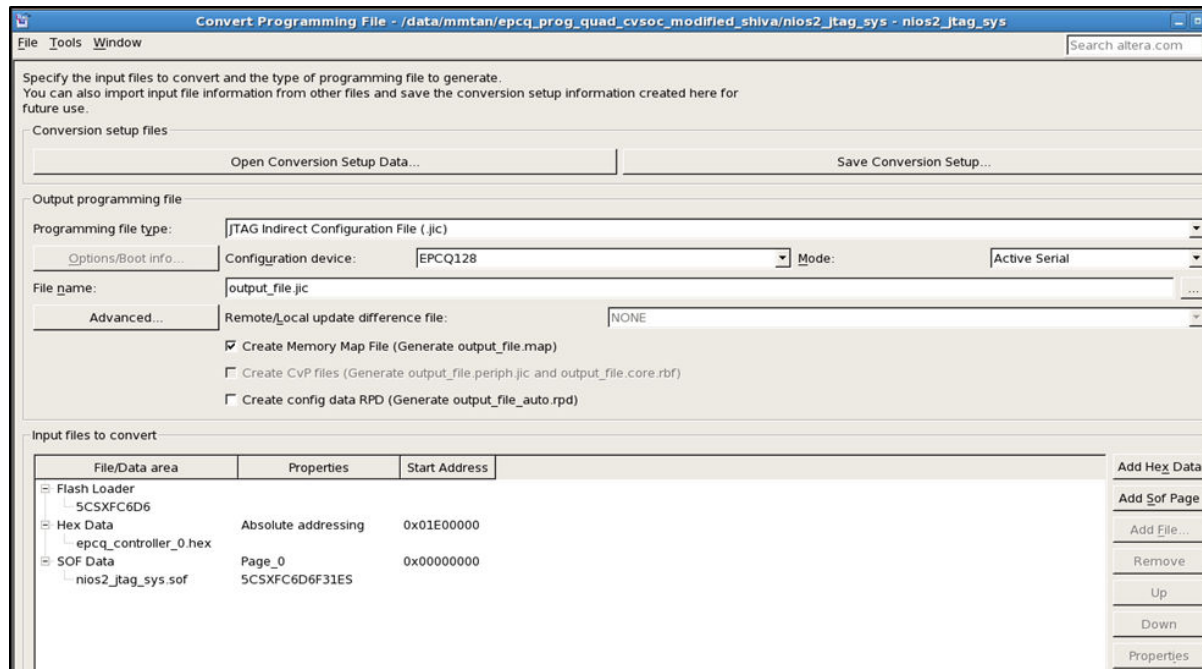 Convert Programming File - /data/mmtan/epcq_prog_quad_cvsoc_modified_shiva/nios2_jtag_sys - nios2_jtag_sys
File Tools Window
Search altera.com
Specify the input files to convert and the type of programming file to generate.
You can also import input file information from other files and save the conversion setup information created here for
future use.
Conversion setup files
Open Conversion Setup Data... Save Conversion Setup...
Output programming file
Programming file type: JTAG Indirect Configuration File (.jic)
Options/Boot info... Configuration device: EPCQ128 Mode: Active Serial
File name: output_file.jic ...
Advanced... Remote/Local update difference file: NONE
Create Memory Map File (Generate output_file.map)
Create CvP files (Generate output_file.periph.jic and output_file.core.rbf)
Create config data RPD (Generate output_file_auto.rpd)
Input files to convert
File/Data area Properties Start Address
Flash Loader
5CSXFC6D6
Hex Data Absolute addressing 0x01E00000
epcq_controller_0.hex
SOF Data Page_0 0x00000000
nios2_jtag_sys.sof 5CSXFC6D6F31ES
Add Hex Data
Add Sof Page
Add File...
Remove
Up
Down
Properties